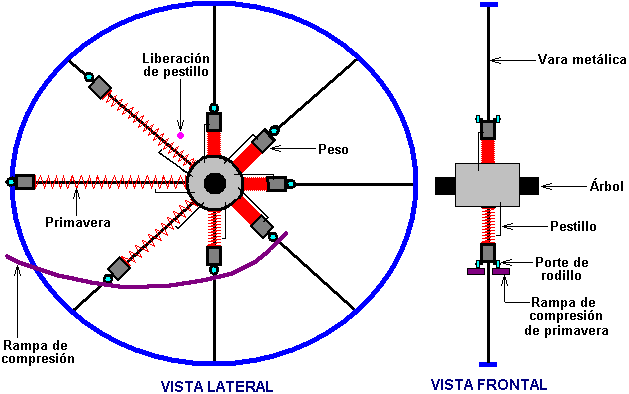 Liberación
de pestillo
Peso
Primavera
Rampa de
compresión
VISTA LATERAL
Vara metálica
Árbol
Pestillo
Porte de
rodillo
Rampa de
compresión
de primavera
VISTA FRONTAL